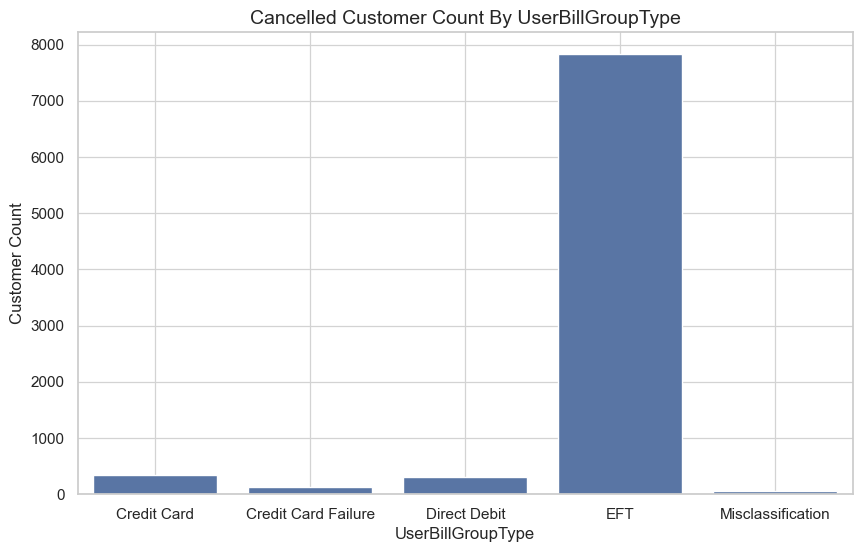 Cancelled Customer Count By UserBillGroupType
8000
7000
6000
5000
4000
3000
2000
1000
0
Customer Count
Credit Card
Credit Card Failure
Direct Debit
EFT
Misclassification
UserBillGroupType